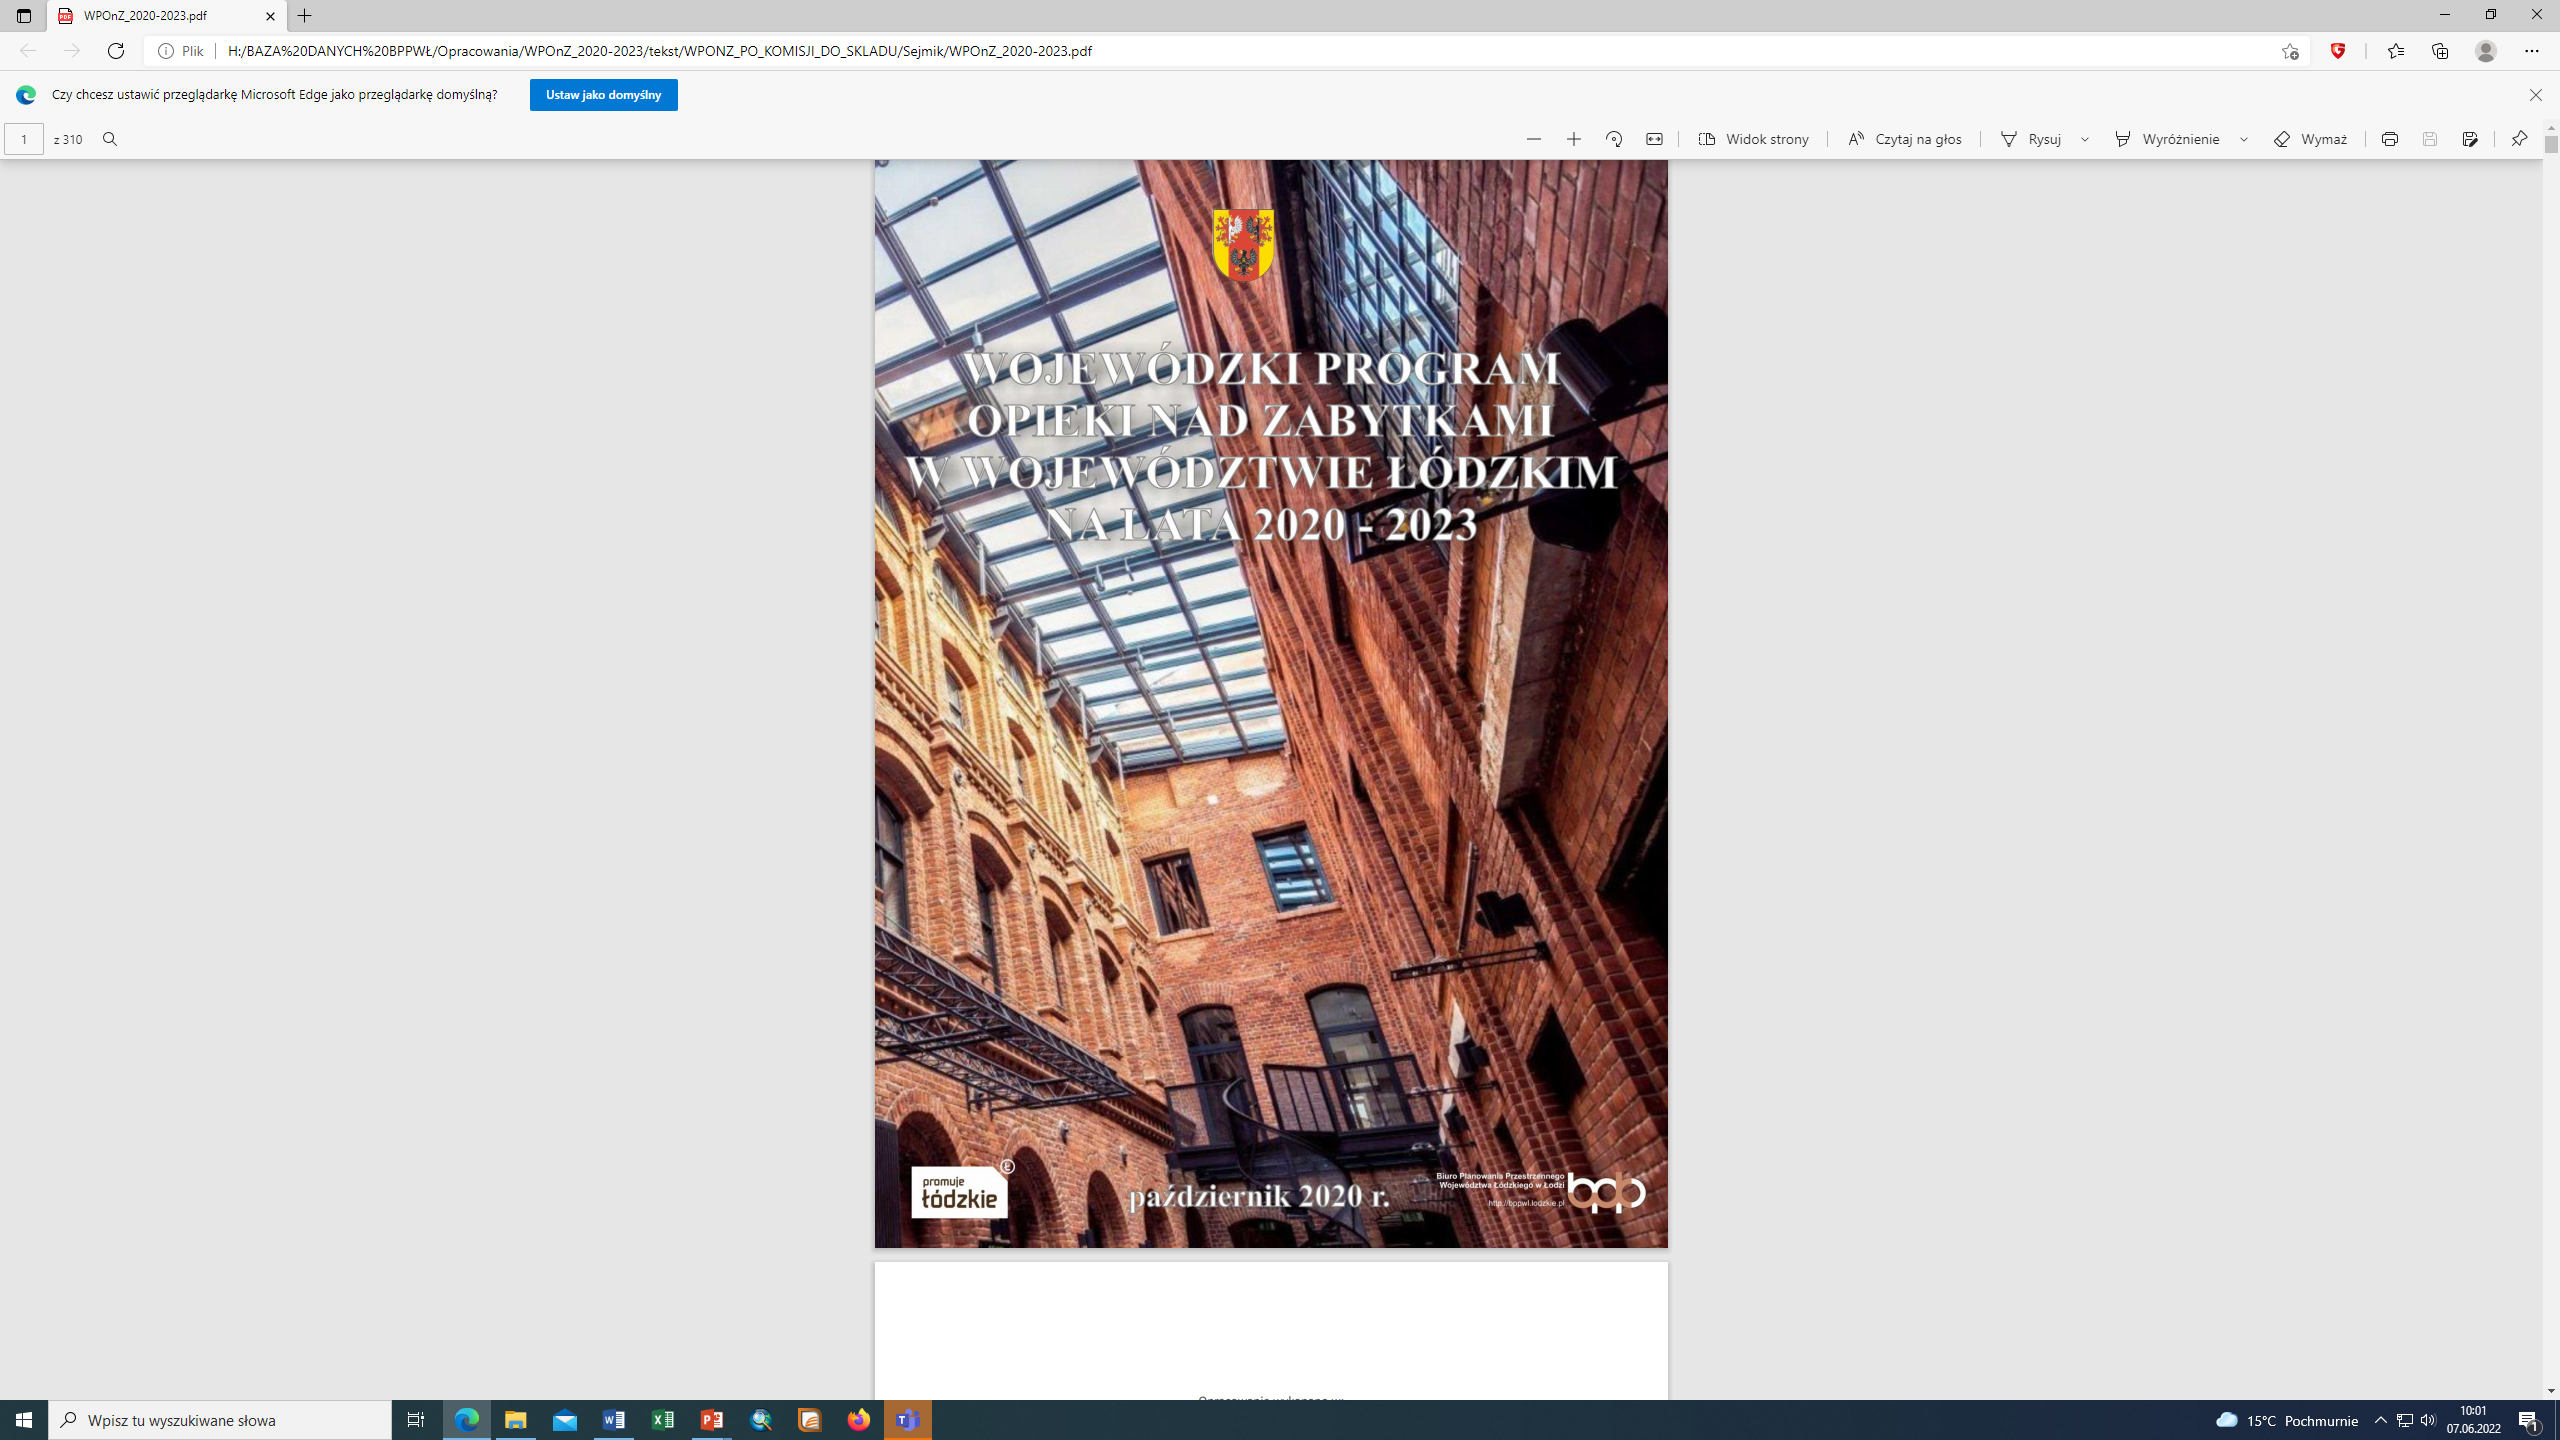 WPOnZ_2020-2023.pdf
Plik
H:/BAZA%20DANYCH%20BPPWŁ/Opracowania/WPOnZ_2020-2023/tekst/WPONZ_PO_KOMISJI_DO_SKLADU/Sejmik/WPOnZ_2020-2023.pdf
Czy chcesz ustawić przeglądarkę Microsoft Edge jako przeglądarkę domyślną?
Ustaw jako domyślny
1
z 310
Widok strony
Czytaj na głos
Rysuj
Wyróżnienie
Wymaż
WOJEWÓDZKI PROGRAM
OPIEKI NAD ZABYTKAMI
W WOJEWÓDZTWIE ŁÓDZKIM
NA LATA 2020 - 2023
promuje
łódzkie
październik 2020 r.
Biuro Planowania Przestrzennego
Województwa Łódzkiego w Łodzi
http://bppwl.lodzkie.pl
bpp
Wpisz tu wyszukiwane słowa
15°C Pochmurnie
10:01
07.06.2022
1